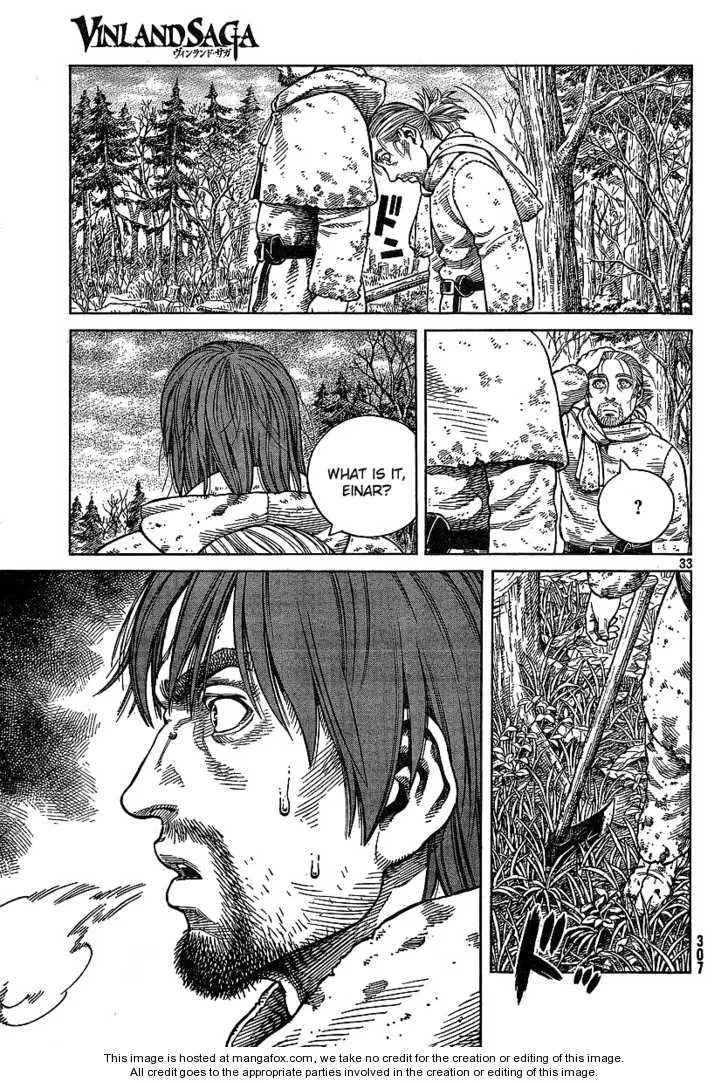 VINLAND SAGA
ヴィンランド・サガ
ドン
WHAT IS IT,
EINAR?
?
33
ドッ
307
This image is hosted at mangafox.com, we take no credit for the creation or editing of this image.
All credit goes to the appropriate parties involved in the creation or editing of this image.